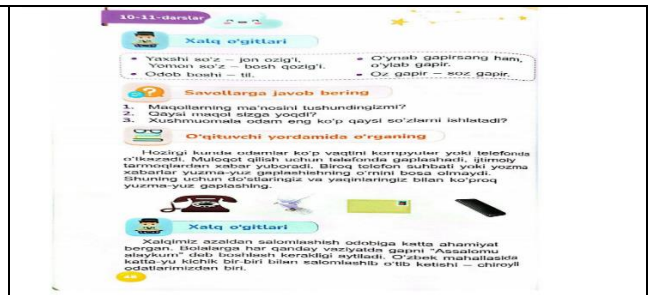 10-11-darslar
Xalq o'gitlari
• Yaxshi so'z – jon ozig'i,
Yomon so'z – bosh qozig'i.
• Odob boshi – til.
• O'ynab gapirsang ham,
o'ylab gapir.
• Oz gapir – soz gapir.
Savollarga javob bering
1. Maqollarning ma'nosini tushundingizmi?
2. Qaysi maqol sizga yoqdi?
3. Xushmuomala odam eng ko'p qaysi so'zlarni ishlatadi?
O'qituvchi yordamida o'rganing
Hozirgi kunda odamlar ko'p vaqtini kompyuter yoki telefonda
o'tkazadi. Muloqot qilish uchun telefonda gaplashadi, ijtimoiy
tarmoqlardan xabar yuboradi. Biroq telefon suhbati yoki yozma
xabarlar yuzma-yuz gaplashishning o'rnini bosa olmaydi.
Shuning uchun do'stlaringiz va yaqinlaringiz bilan ko'proq
yuzma-yuz gaplashing.
Xalq o'gitlari
Xalqimiz azaldan salomlashish odobiga katta ahamiyat
bergan. Bolalarga har qanday vaziyatda gapni "Assalomu
alaykum" deb boshlash kerakligi aytiladi. O'zbek mahallasida
katta-yu kichik bir-biri bilan salomlashib o'tib ketishi – chiroyli
odatlarimizdan biri.